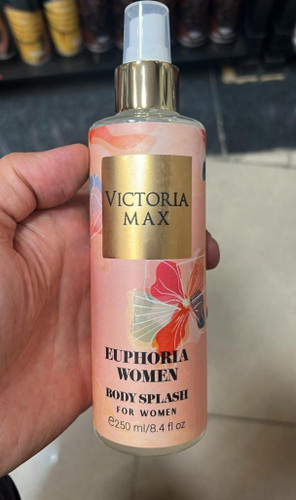 VICTORIA
MAX
EUPHORIA
WOMEN
BODY SPLASH
FOR WOMEN
℮250 ml/8.4 fl oz